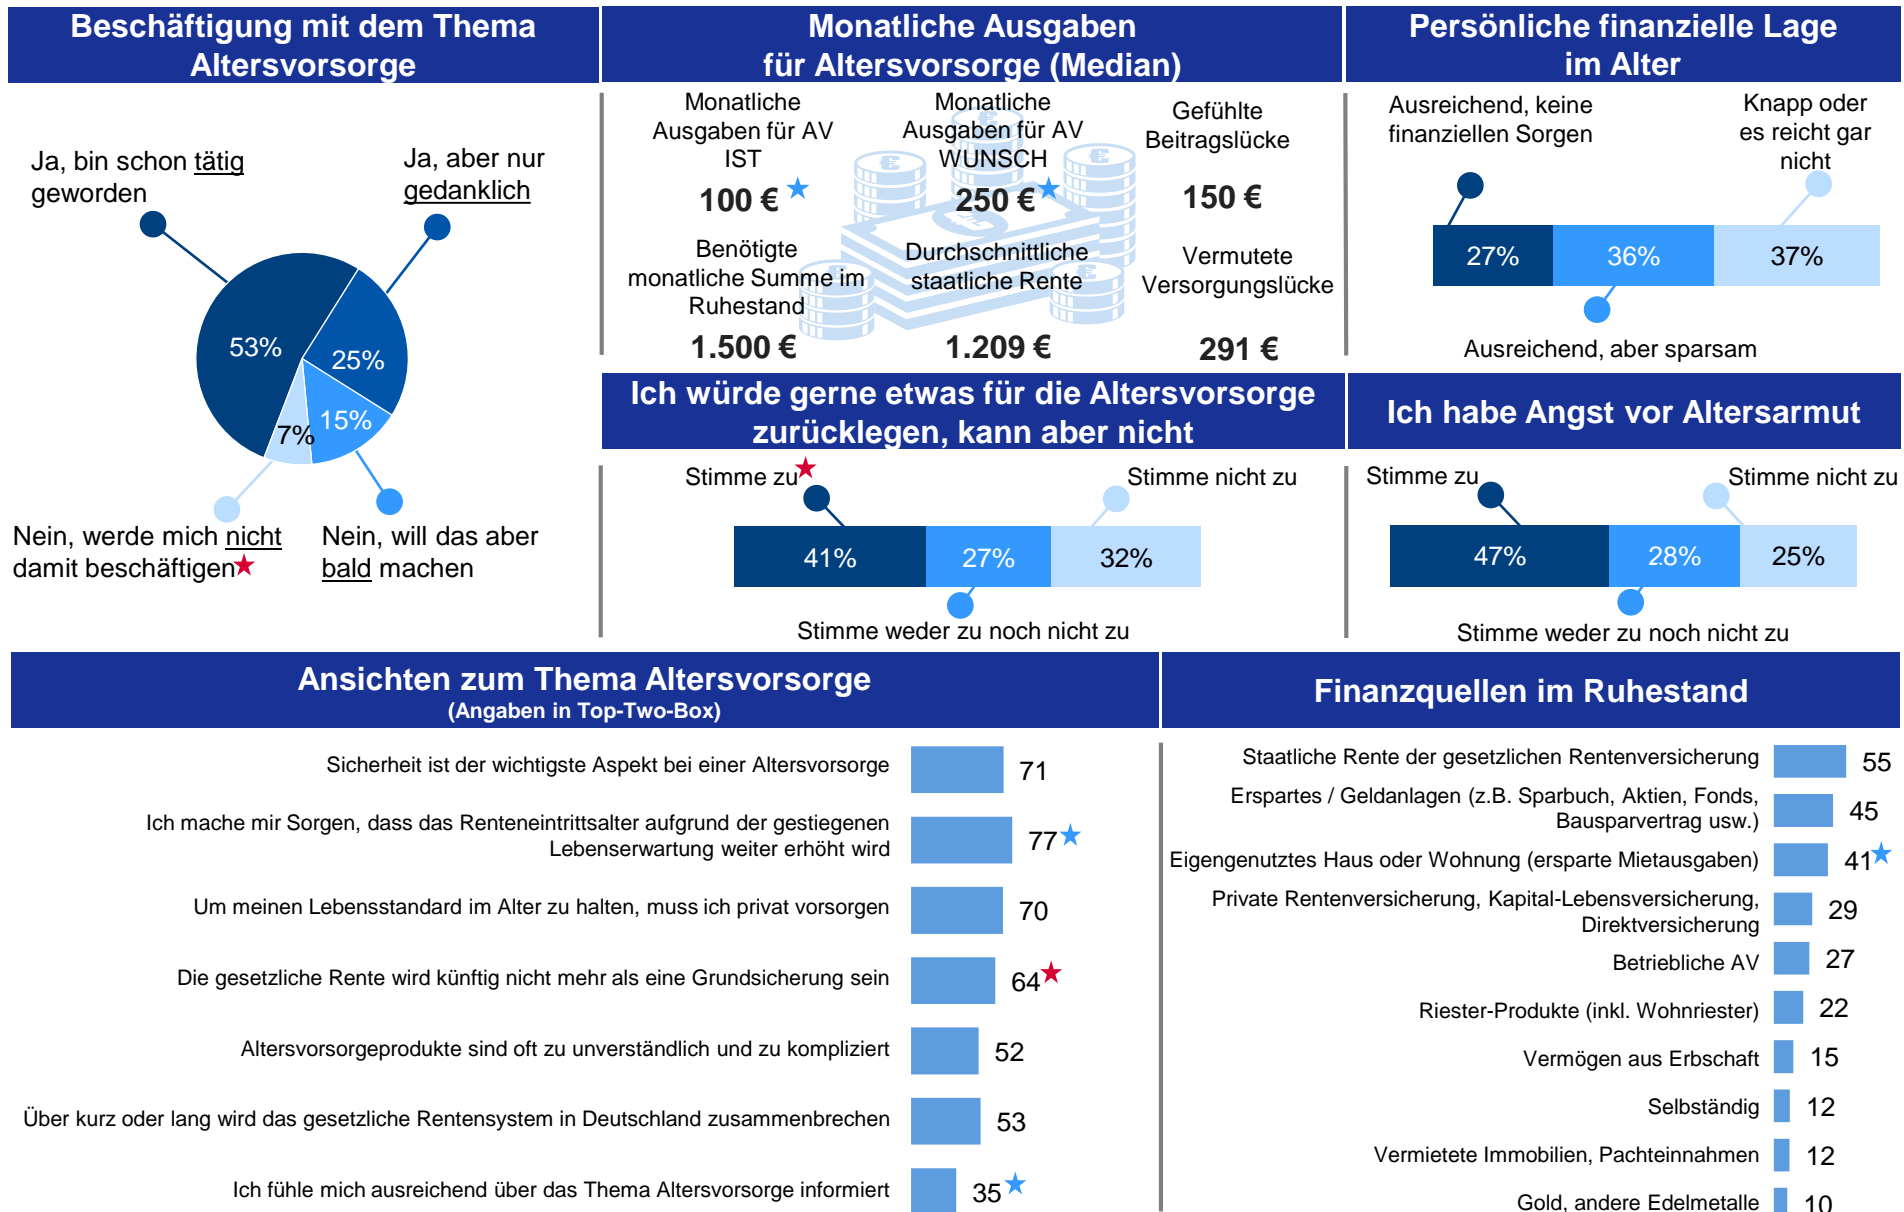 Beschäftigung mit dem Thema
Altersvorsorge
Ja, bin schon tätig
geworden
Ja, aber nur
gedanklich
53%
25%
15%
7%
Nein, werde mich nicht
damit beschäftigen
Nein, will das aber
bald machen
Monatliche Ausgaben
für Altersvorsorge (Median)
Monatliche
Ausgaben für AV
IST
100 €
Monatliche
Ausgaben für AV
WUNSCH
250 €
Gefühlte
Beitragslücke
150 €
Benötigte
monatliche Summe im
Ruhestand
1.500 €
Durchschnittliche
staatliche Rente
1.209 €
Vermutete
Versorgungslücke
291 €
Persönliche finanzielle Lage
im Alter
Ausreichend, keine
finanziellen Sorgen
Knapp oder
es reicht gar
nicht
27%
36%
37%
Ausreichend, aber sparsam
Ich würde gerne etwas für die Altersvorsorge
zurücklegen, kann aber nicht
Stimme zu
Stimme nicht zu
41%
27%
32%
Stimme weder zu noch nicht zu
Ich habe Angst vor Altersarmut
Stimme zu
Stimme nicht zu
47%
28%
25%
Stimme weder zu noch nicht zu
Ansichten zum Thema Altersvorsorge
(Angaben in Top-Two-Box)
Sicherheit ist der wichtigste Aspekt bei einer Altersvorsorge
71
Ich mache mir Sorgen, dass das Renteneintrittsalter aufgrund der gestiegenen
Lebenserwartung weiter erhöht wird
77
Um meinen Lebensstandard im Alter zu halten, muss ich privat vorsorgen
70
Die gesetzliche Rente wird künftig nicht mehr als eine Grundsicherung sein
64
Altersvorsorgeprodukte sind oft zu unverständlich und zu kompliziert
52
Über kurz oder lang wird das gesetzliche Rentensystem in Deutschland zusammenbrechen
53
Ich fühle mich ausreichend über das Thema Altersvorsorge informiert
35
Finanzquellen im Ruhestand
Staatliche Rente der gesetzlichen Rentenversicherung
55
Erspartes / Geldanlagen (z.B. Sparbuch, Aktien, Fonds,
Bausparvertrag usw.)
45
Eigengenutztes Haus oder Wohnung (ersparte Mietausgaben)
41
Private Rentenversicherung, Kapital-Lebensversicherung,
Direktversicherung
29
Betriebliche AV
27
Riester-Produkte (inkl. Wohnriester)
22
Vermögen aus Erbschaft
15
Selbständig
12
Vermietete Immobilien, Pachteinnahmen
12
Gold, andere Edelmetalle
10